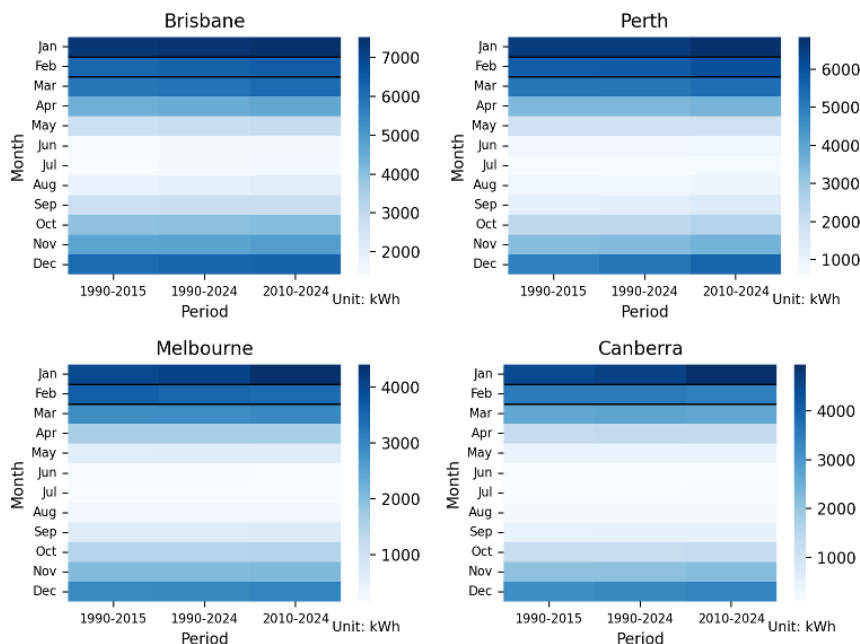 Brisbane
Jan
Feb
Mar
Apr
May
Jun
Jul
Aug
Sep
Oct
Nov
Dec
Month
1990-2015 1990-2024 2010-2024
Period
Unit: kWh
7000
6000
5000
4000
3000
2000
Perth
Jan
Feb
Mar
Apr
May
Jun
Jul
Aug
Sep
Oct
Nov
Dec
Month
1990-2015 1990-2024 2010-2024
Period
Unit: kWh
6000
5000
4000
3000
2000
1000
Melbourne
Jan
Feb
Mar
Apr
May
Jun
Jul
Aug
Sep
Oct
Nov
Dec
Month
1990-2015 1990-2024 2010-2024
Period
Unit: kWh
4000
3000
2000
1000
Canberra
Jan
Feb
Mar
Apr
May
Jun
Jul
Aug
Sep
Oct
Nov
Dec
Month
1990-2015 1990-2024 2010-2024
Period
Unit: kWh
4000
3000
2000
1000